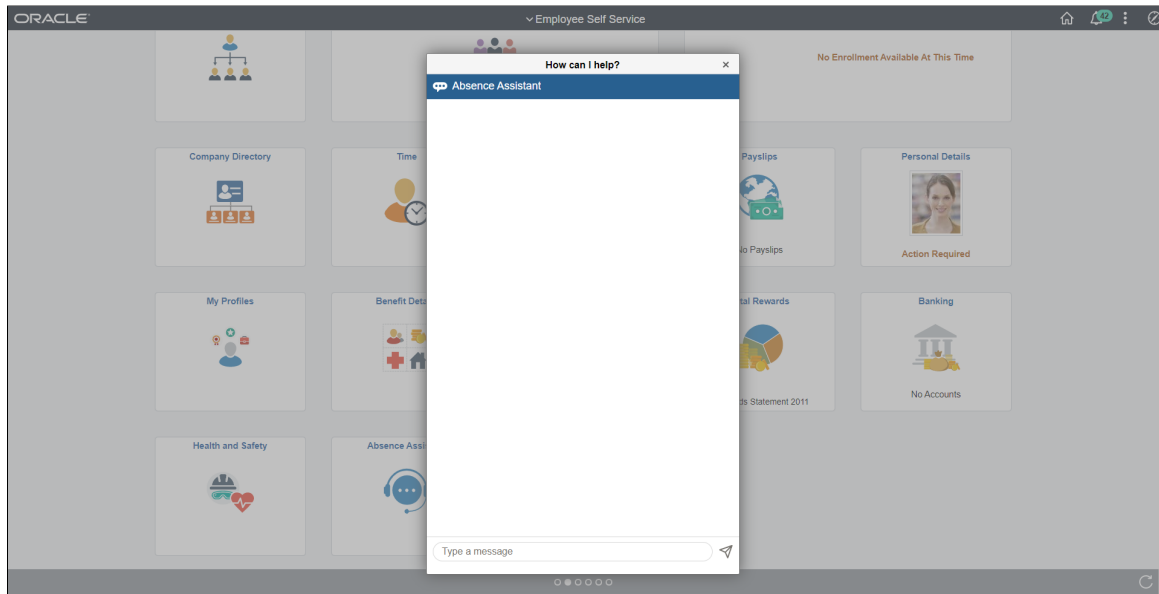 ORACLE
Employee Self Service
42
How can I help?
No Enrollment Available At This Time
Absence Assistant
Company Directory
Time
Payslips
Personal Details
No Payslips
Action Required
My Profiles
Benefit Deta
tal Rewards
Banking
ds Statement 2011
No Accounts
Health and Safety
Absence Assi
Type a message